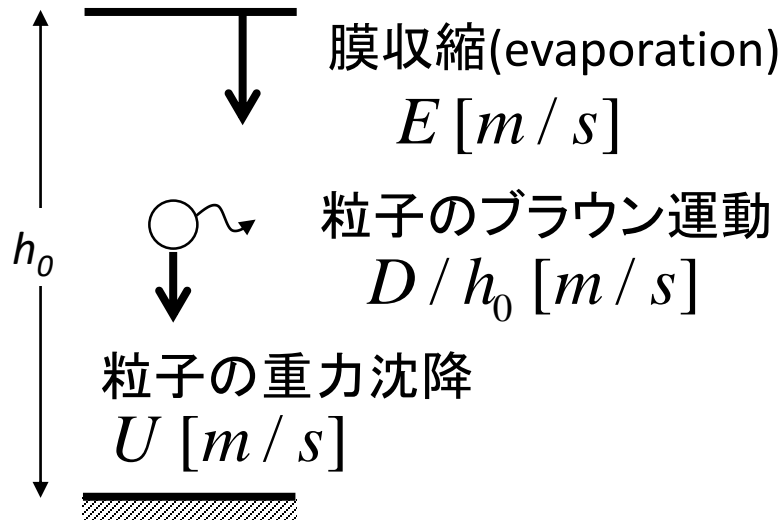 膜収縮(evaporation)
E [m / s]
粒子のブラウン運動
h₀
D / h₀ [m / s]
粒子の重力沈降
U [m / s]